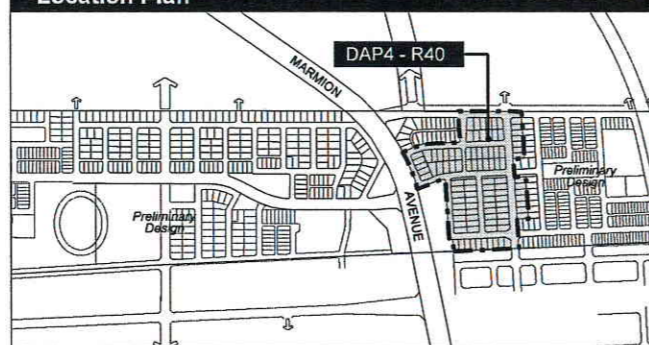 Location Plan
DAP4 - R40
MARMION
AVENUE
Preliminary
Design
Preliminary
Design